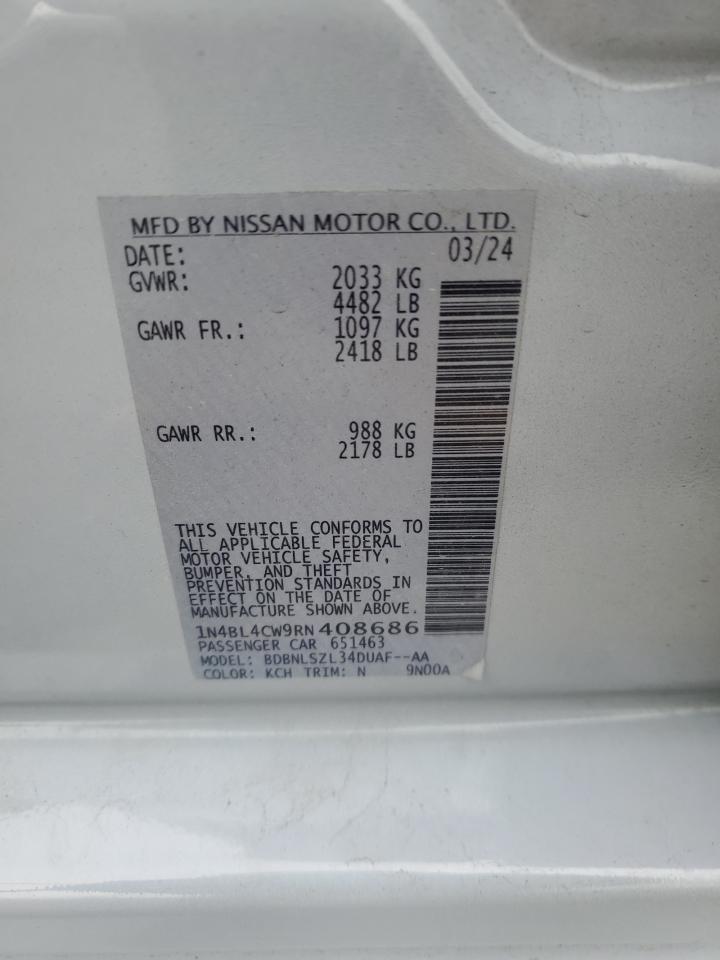 MFD BY NISSAN MOTOR CO., LTD.
DATE: 03/24
GVWR: 2033 KG
4482 LB
GAWR FR.: 1097 KG
2418 LB
GAWR RR.: 988 KG
2178 LB
THIS VEHICLE CONFORMS TO
ALL APPLICABLE FEDERAL
MOTOR VEHICLE SAFETY,
BUMPER, AND THEFT
PREVENTION STANDARDS IN
EFFECT ON THE DATE OF
MANUFACTURE SHOWN ABOVE.
1N4BL4CW9RN408686
PASSENGER CAR 651463
MODEL: BDBNLSZL34DUAF--AA
COLOR: KCH TRIM: N 9N00A